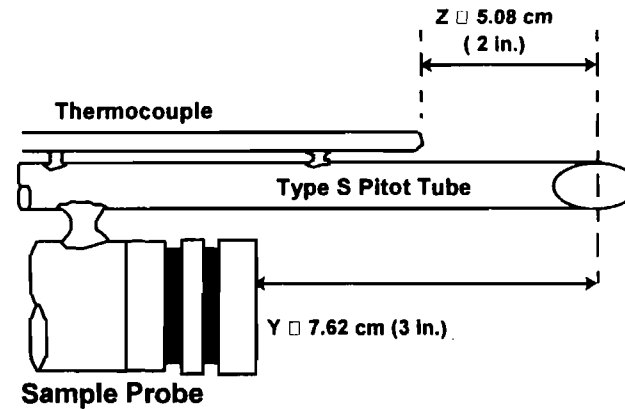 Z □ 5.08 cm
( 2 in.)
Thermocouple
Type S Pitot Tube
Y □ 7.62 cm (3 in.)
Sample Probe